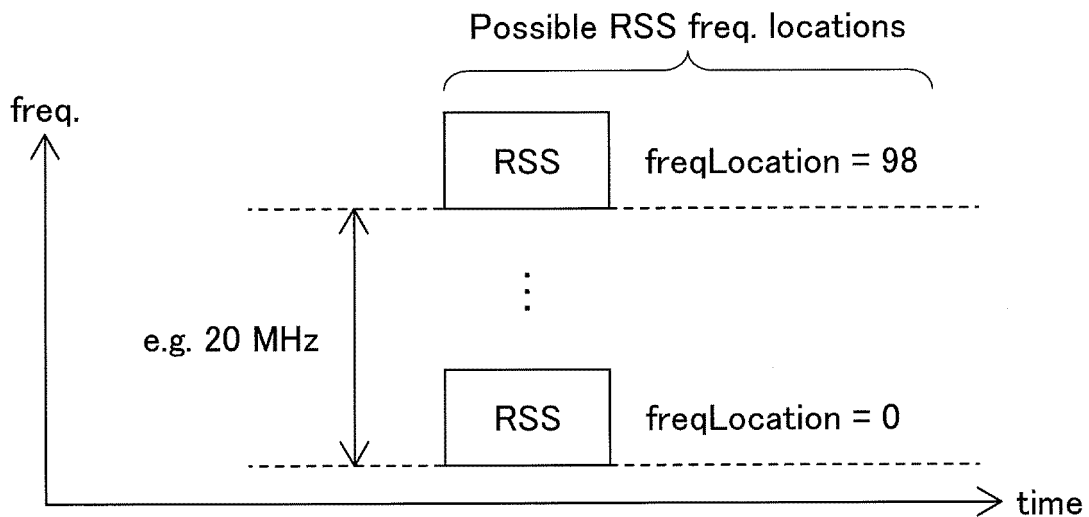 Possible RSS freq. locations
freq.
RSS freqLocation = 98
⋮
e.g. 20 MHz
RSS freqLocation = 0
time